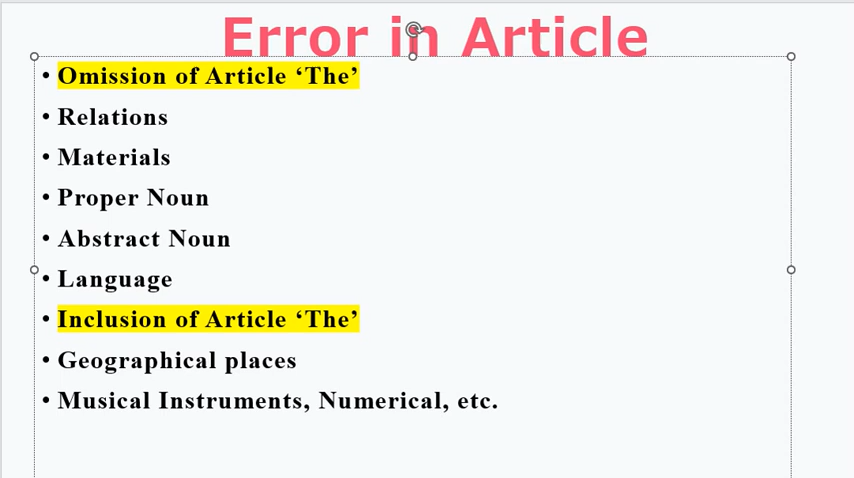 Error in Article
• Omission of Article ‘The’
• Relations
• Materials
• Proper Noun
• Abstract Noun
• Language
• Inclusion of Article ‘The’
• Geographical places
• Musical Instruments, Numerical, etc.